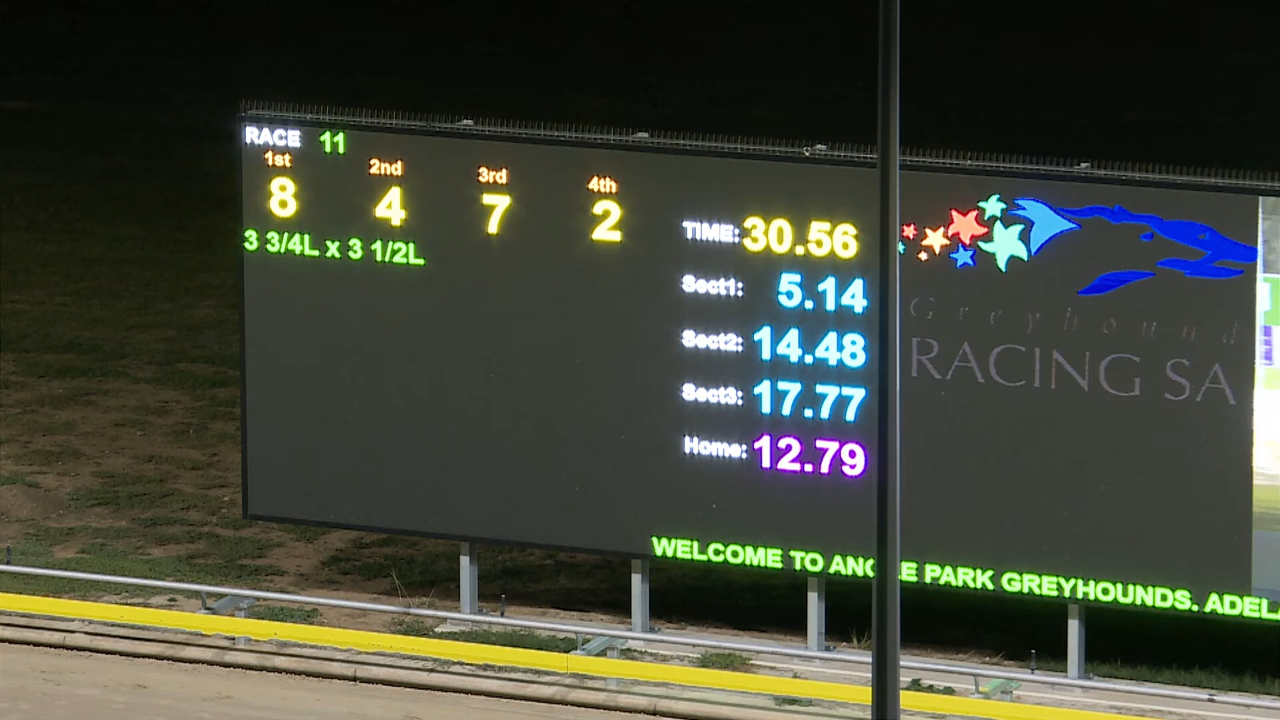 RACE 11
1st 2nd 3rd 4th
8 4 7 2
3 3/4L x 3 1/2L
TIME: 30.56
Sect1: 5.14
Sect2: 14.48
Sect3: 17.77
Home: 12.79
Greyhound
RACING SA
WELCOME TO ANGLE PARK GREYHOUNDS. ADEL